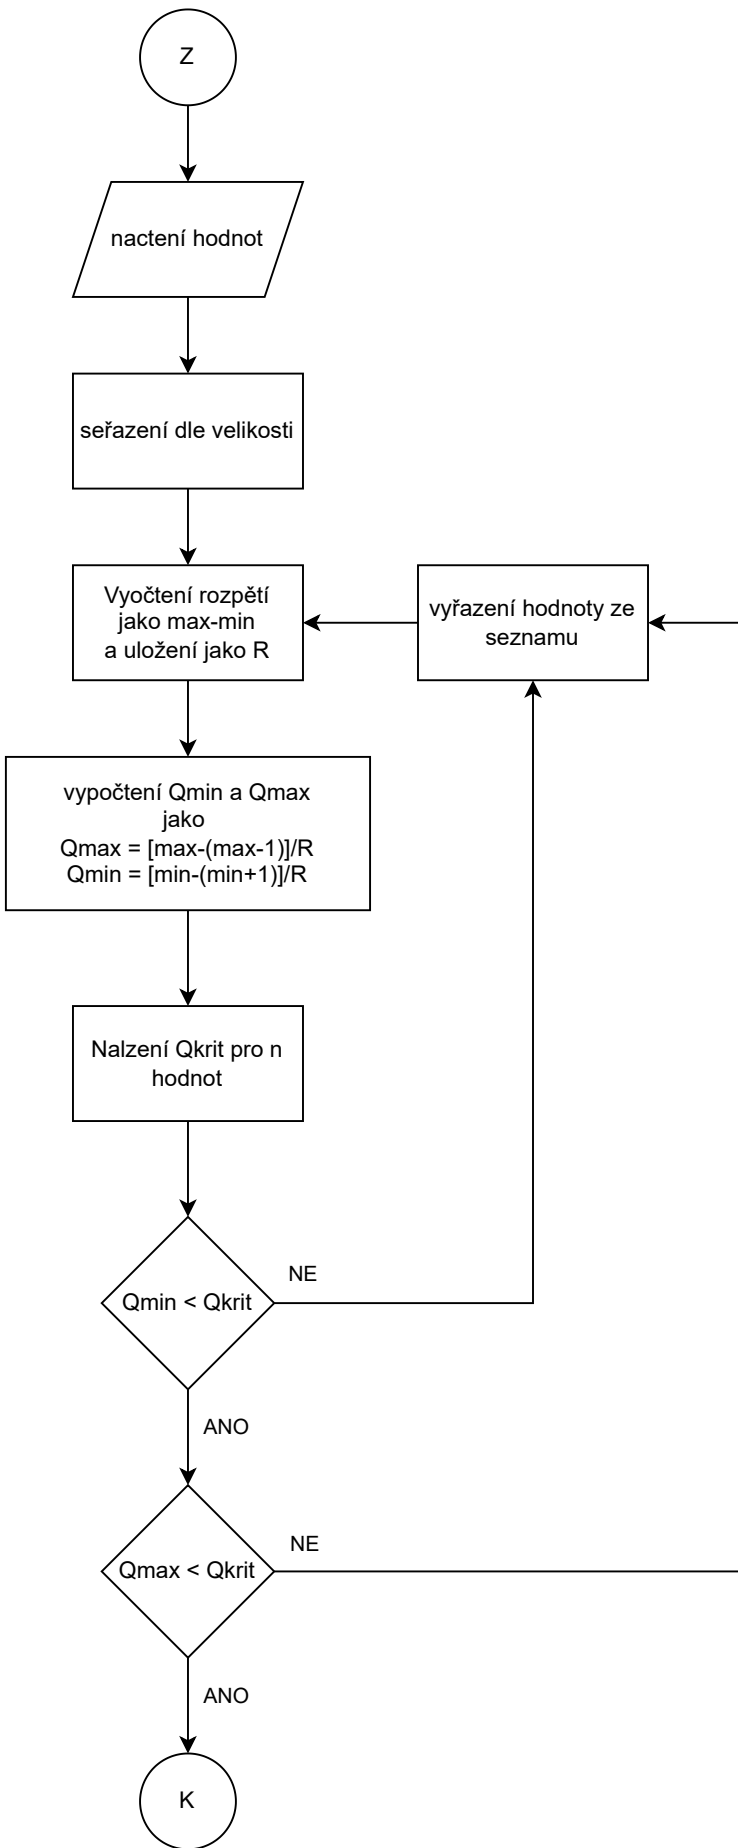 Z
nactení hodnot
seřazení dle velikosti
Vyočtení rozpětí
jako max-min
a uložení jako R
vyřazení hodnoty ze
seznamu
vypočtení Qmin a Qmax
jako
Qmax = [max-(max-1)]/R
Qmin = [min-(min+1)]/R
Nalzení Qkrit pro n
hodnot
Qmin < Qkrit
NE
ANO
Qmax < Qkrit
NE
ANO
K